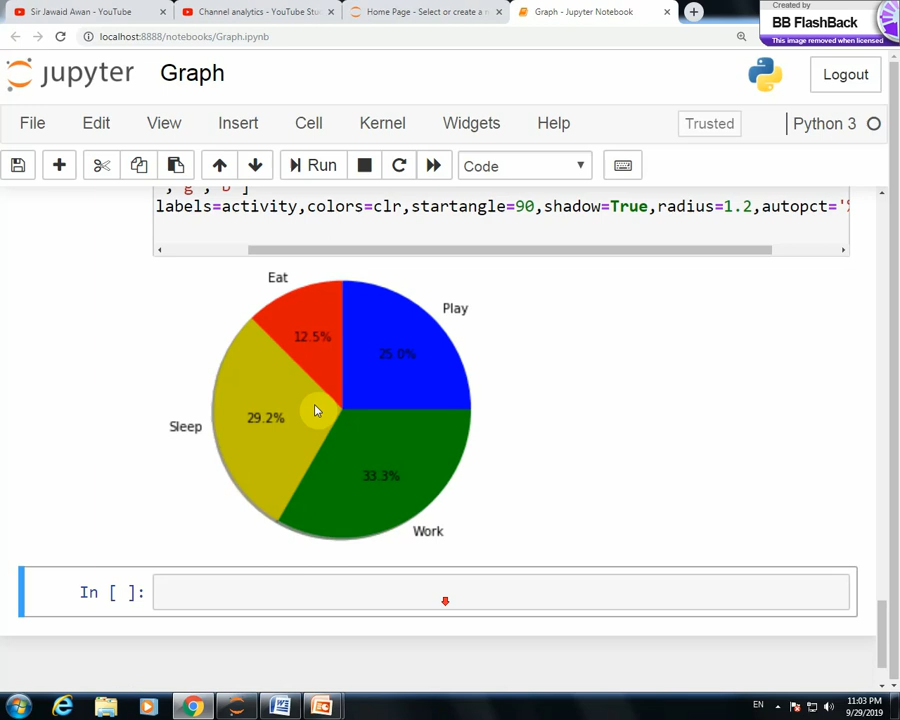 Created by
BB FlashBack
This image removed when licensed
Sir Jawaid Awan - YouTube
Channel analytics - YouTube Stu
Home Page - Select or create a n
Graph - Jupyter Notebook
localhost:8888/notebooks/Graph.ipynb
jupyter Graph
Logout
File Edit View Insert Cell Kernel Widgets Help Trusted Python 3
Run Code
,'g','b']
labels=activity,colors=clr,startangle=90,shadow=True,radius=1.2,autopct='%
Eat
Play
12.5%
25.0%
29.2%
Sleep
33.3%
Work
In [ ]:
EN
11:03 PM
9/29/2019